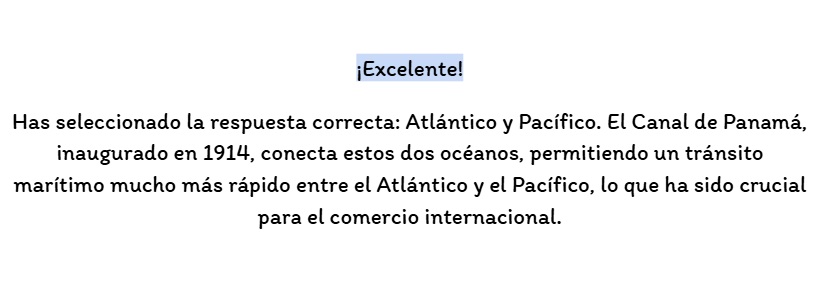 ¡Excelente!
Has seleccionado la respuesta correcta: Atlántico y Pacífico. El Canal de Panamá,
inaugurado en 1914, conecta estos dos océanos, permitiendo un tránsito
marítimo mucho más rápido entre el Atlántico y el Pacífico, lo que ha sido crucial
para el comercio internacional.